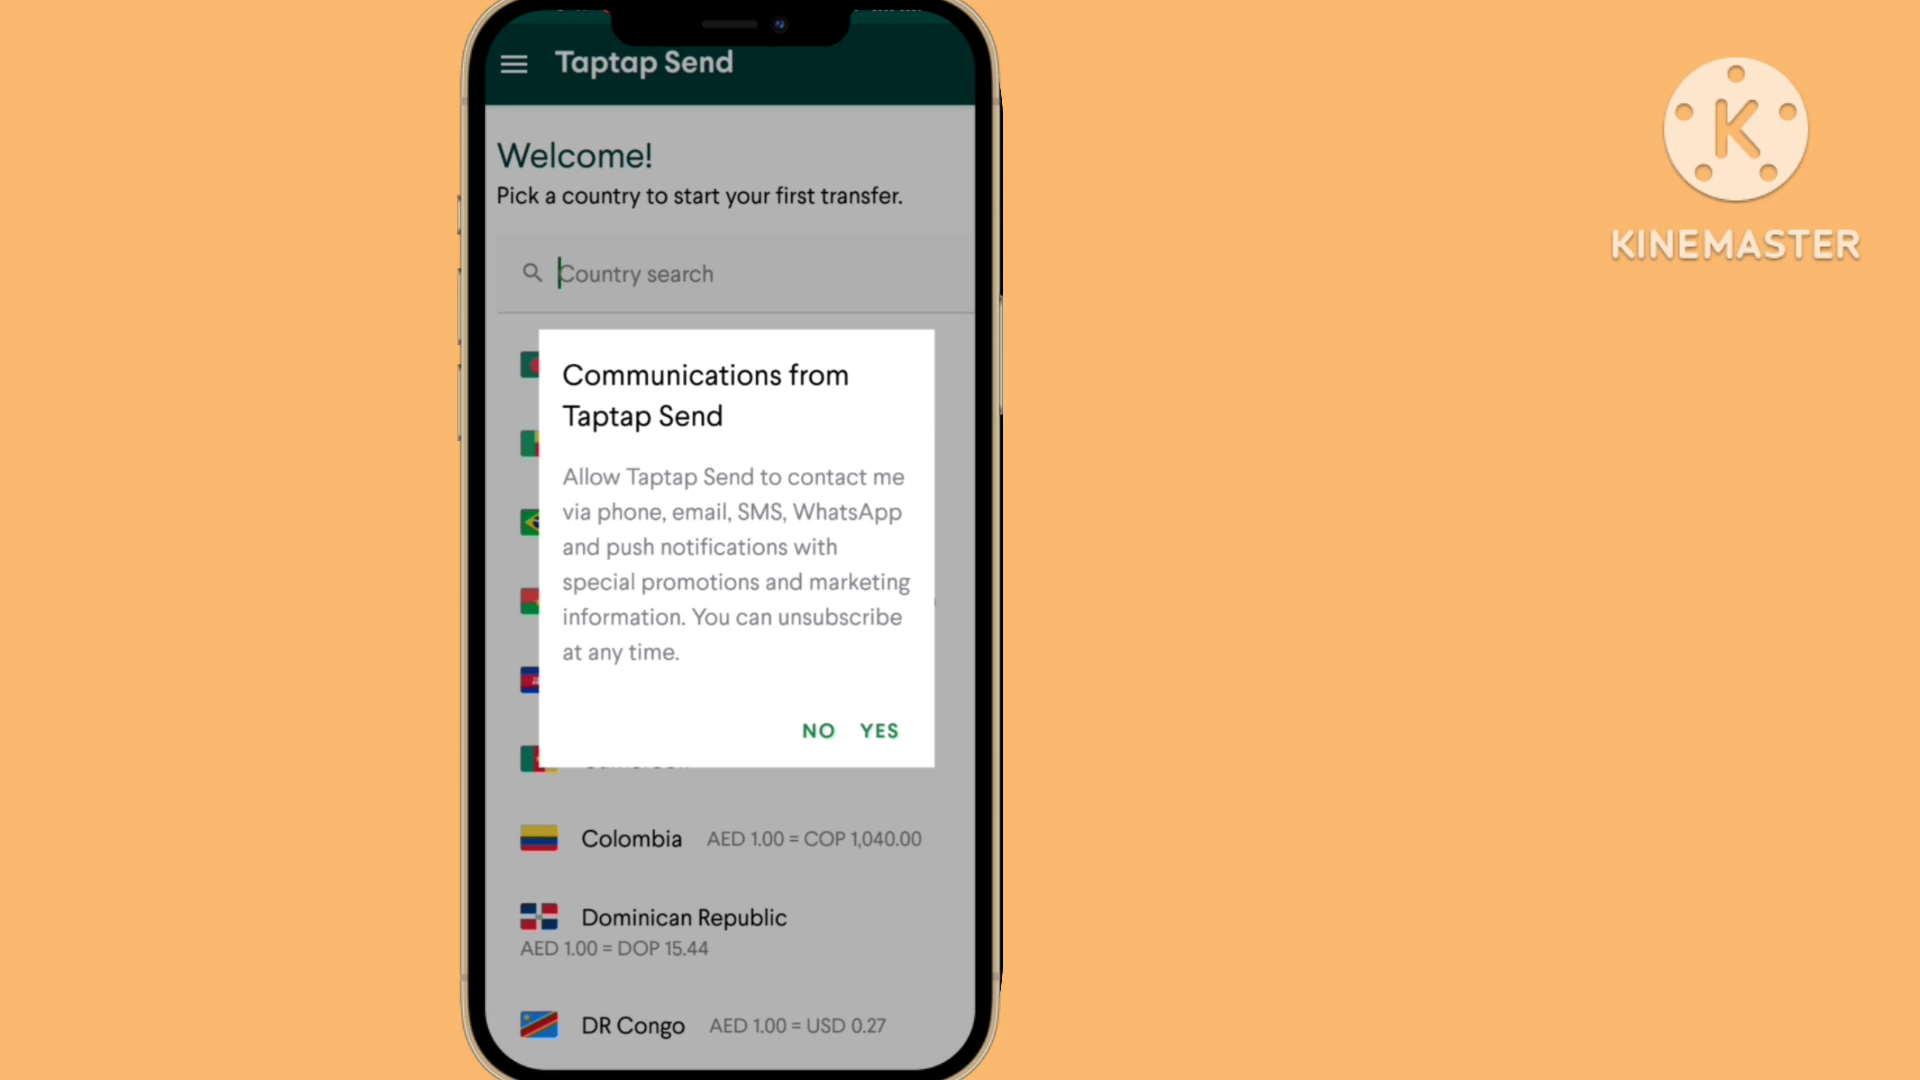 Taptap Send
Welcome!
Pick a country to start your first transfer.
Country search
Communications from
Taptap Send
Allow Taptap Send to contact me
via phone, email, SMS, WhatsApp
and push notifications with
special promotions and marketing
information. You can unsubscribe
at any time.
NO YES
Colombia AED 1.00 = COP 1,040.00
Dominican Republic
AED 1.00 = DOP 15.44
DR Congo AED 1.00 = USD 0.27
K
KINEMASTER